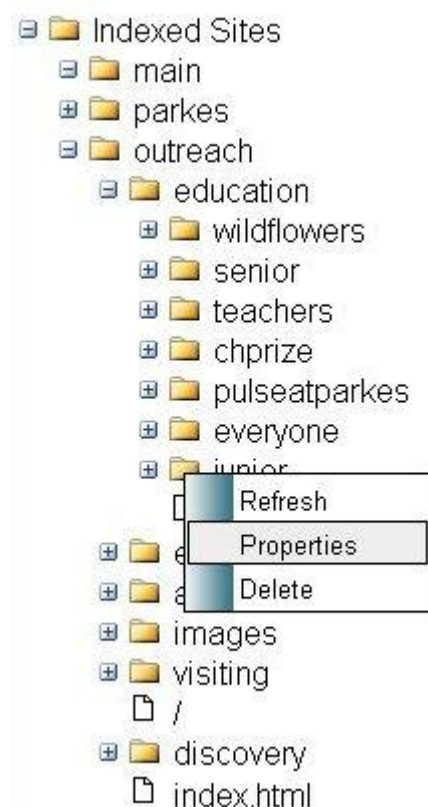 Indexed Sites
main
parkes
outreach
education
wildflowers
senior
teachers
chprize
pulseatparkes
everyone
junior
Refresh
Properties
Delete
images
visiting
/
discovery
index.html